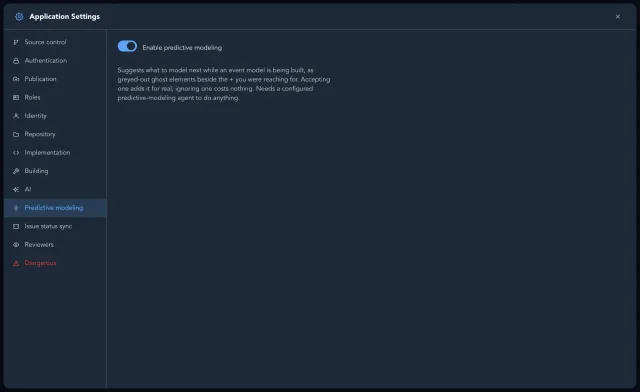 Application Settings
Source control
Authentication
Publication
Roles
Identity
Repository
Implementation
Building
AI
Predictive modeling
Issue status sync
Reviewers
Dangerous
Enable predictive modeling
Suggests what to model next while an event model is being built, as
greyed-out ghost elements beside the + you were reaching for. Accepting
one adds it for real, ignoring one costs nothing. Needs a configured
predictive-modeling agent to do anything.